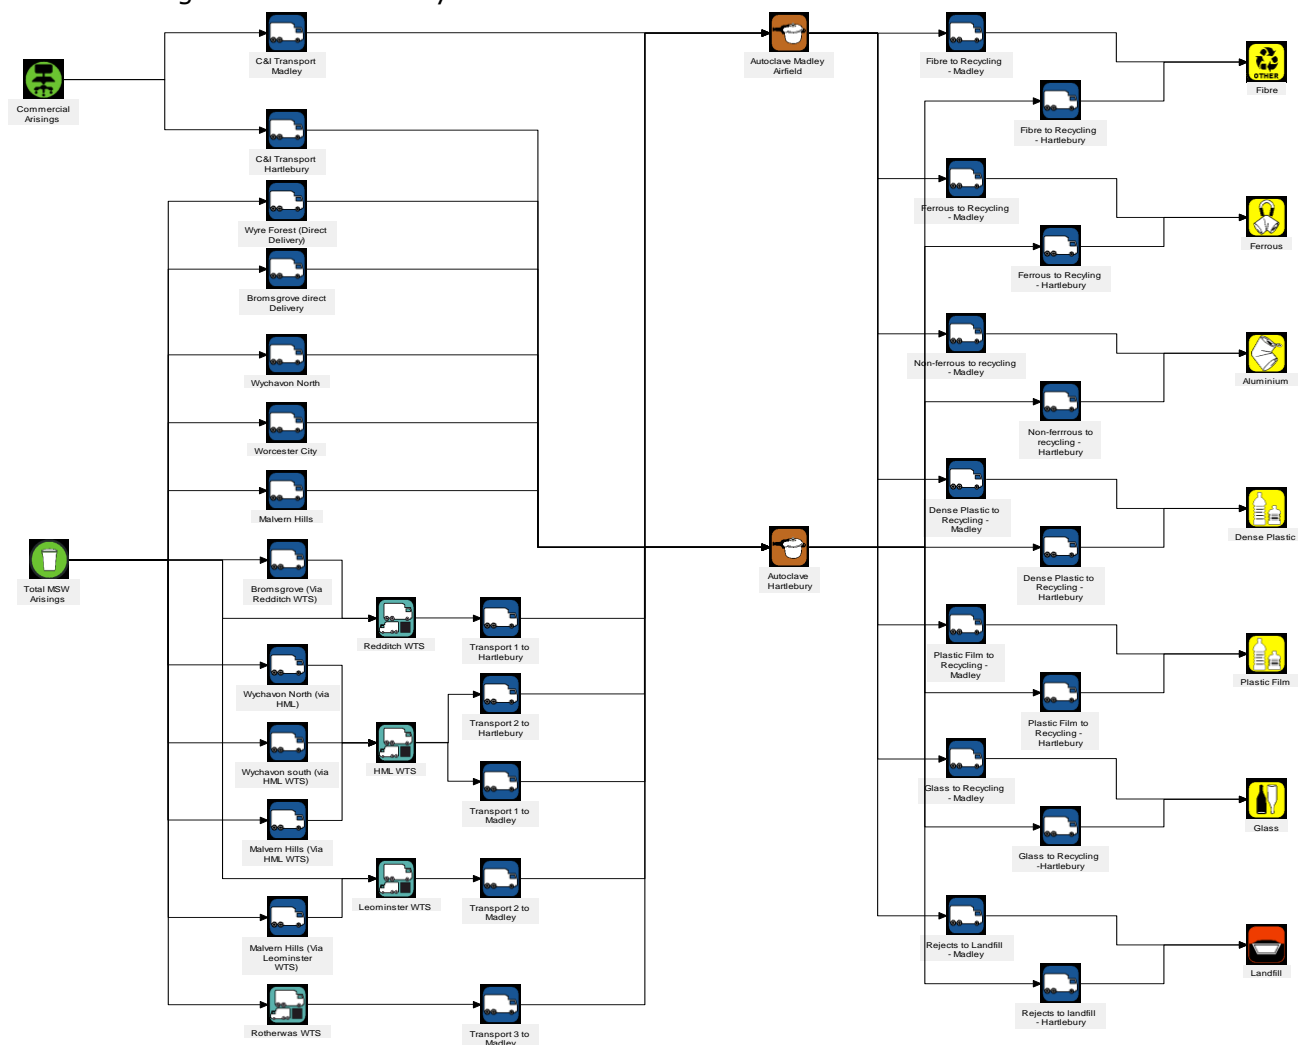 C&I Transport
Madley
Autoclave Madley
Airfield
Fibre to Recycling
- Madley
OTHER
Fibre
Commercial
Arisings
Fibre to Recycling
- Hartlebury
C&I Transport
Hartlebury
Ferrous to Recycling
- Madley
Wyre Forest (Direct
Delivery)
Ferrous
Ferrous to Recyling
- Hartlebury
Bromsgrove direct
Delivery
Non-ferrous to recycling
- Madley
Aluminium
Wychavon North
Non-ferrrous to
recycling -
Hartlebury
Worcester City
Dense Plastic to
Recycling -
Madley
Malvern Hills
Dense Plastic
Total MSW
Arisings
Bromsgrove (Via
Redditch WTS)
Autoclave
Hartlebury
Dense Plastic to
Recycling -
Hartlebury
Redditch WTS
Transport 1 to
Hartlebury
Plastic Film to
Recycling -
Madley
Plastic Film
Wychavon North (via
HML)
Transport 2 to
Hartlebury
Plastic Film to
Recycling -
Hartlebury
Wychavon south (via
HML WTS)
HML WTS
Glass to Recycling
- Madley
Transport 1 to
Madley
Glass
Malvern Hills (Via
HML WTS)
Glass to Recycling
-Hartlebury
Leominster WTS
Transport 2 to
Madley
Malvern Hills (Via
Leominster
WTS)
Rejects to Landfill
- Madley
Landfill
Rejects to landfill
- Hartlebury
Rotherwas WTS
Transport 3 to
Madley